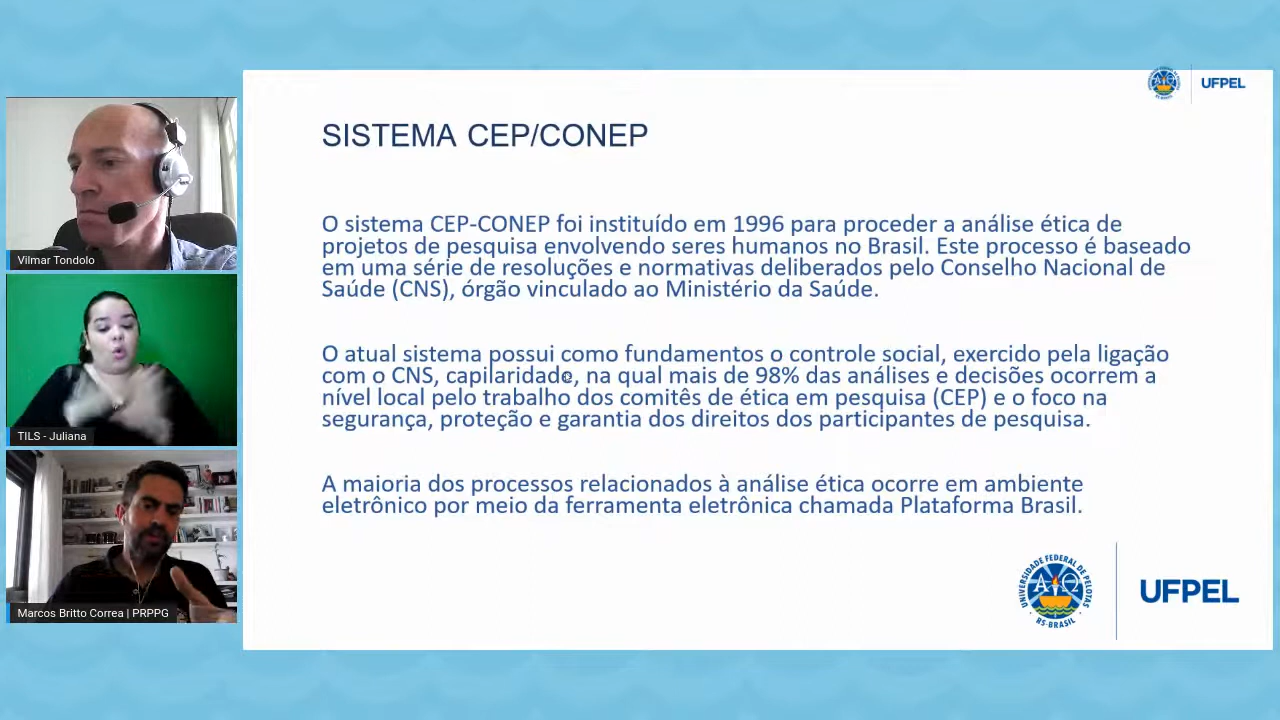 UFPEL
SISTEMA CEP/CONEP
O sistema CEP-CONEP foi instituído em 1996 para proceder a análise ética de
projetos de pesquisa envolvendo seres humanos no Brasil. Este processo é baseado
em uma série de resoluções e normativas deliberados pelo Conselho Nacional de
Saúde (CNS), órgão vinculado ao Ministério da Saúde.
O atual sistema possui como fundamentos o controle social, exercido pela ligação
com o CNS, capilaridade, na qual mais de 98% das análises e decisões ocorrem a
nível local pelo trabalho dos comitês de ética em pesquisa (CEP) e o foco na
segurança, proteção e garantia dos direitos dos participantes de pesquisa.
A maioria dos processos relacionados à análise ética ocorre em ambiente
eletrônico por meio da ferramenta eletrônica chamada Plataforma Brasil.
UNIVERSIDADE FEDERAL DE PELOTAS
A Ω
RS-BRASIL
UFPEL
Vilmar Tondolo
TILS - Juliana
Marcos Britto Correa | PRPPG